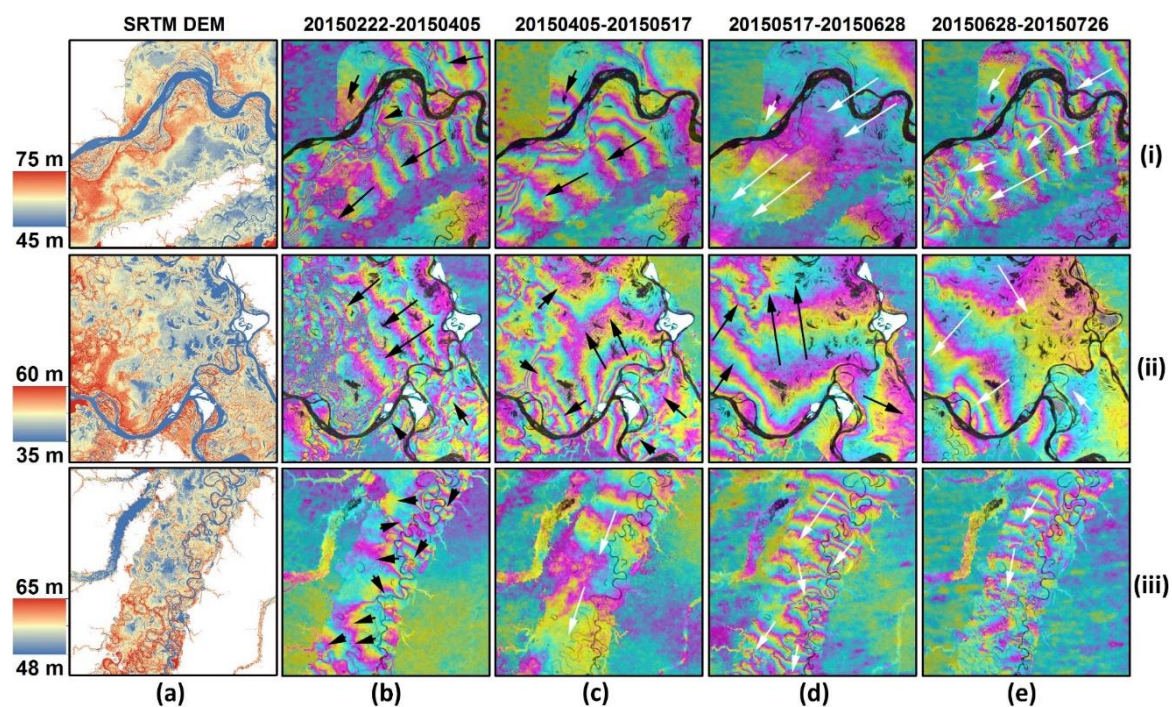 SRTM DEM 20150222-20150405 20150405-20150517 20150517-20150628 20150628-20150726
75 m
45 m
(i)
60 m
35 m
(ii)
65 m
48 m
(iii)
(a) (b) (c) (d) (e)